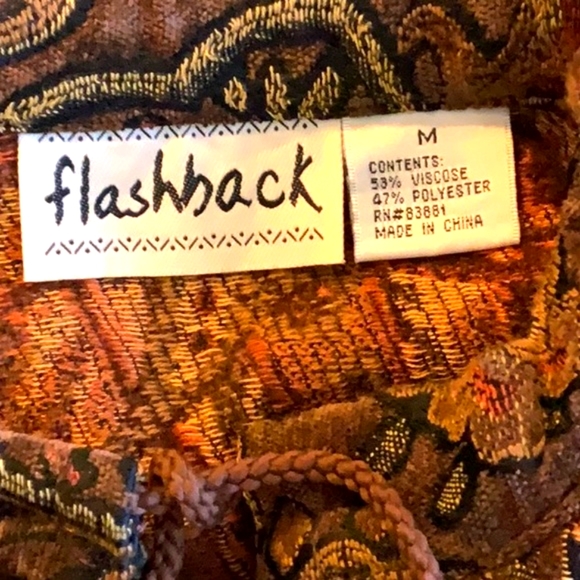 flashback
M
CONTENTS:
53% VISCOSE
47% POLYESTER
RN#83881
MADE IN CHINA